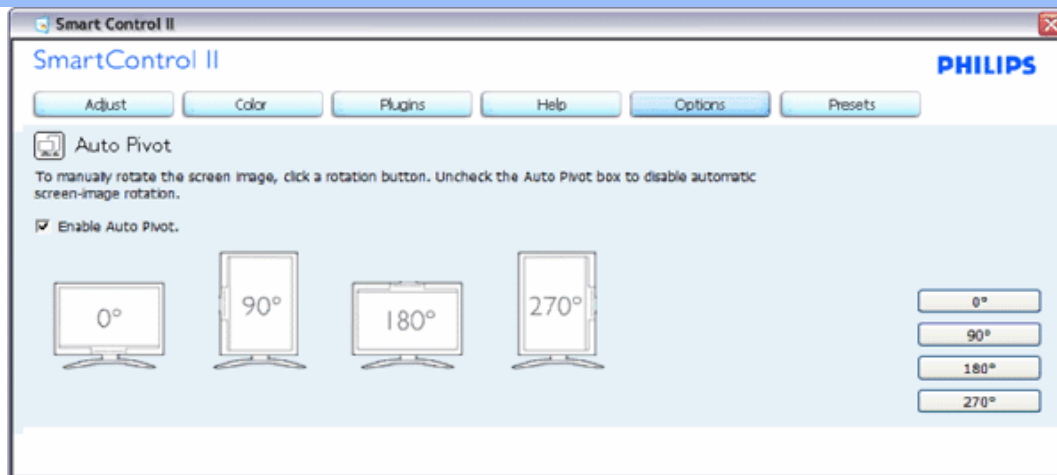 Smart Control II
SmartControl II
PHILIPS
Adjust Color Plugins Help Options Presets
Auto Pivot
To manualy rotate the screen image, click a rotation button. Uncheck the Auto Pivot box to disable automatic
screen-image rotation.
Enable Auto Pivot.
0° 90° 180° 270°
0°
90°
180°
270°